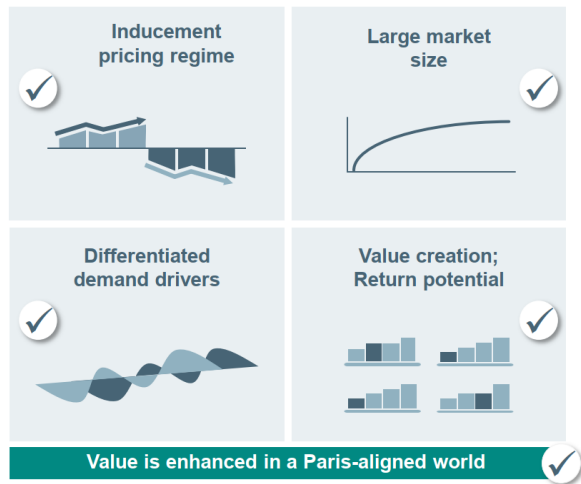 Inducement
pricing regime
Large market
size
Differentiated
demand drivers
Value creation;
Return potential
Value is enhanced in a Paris-aligned world